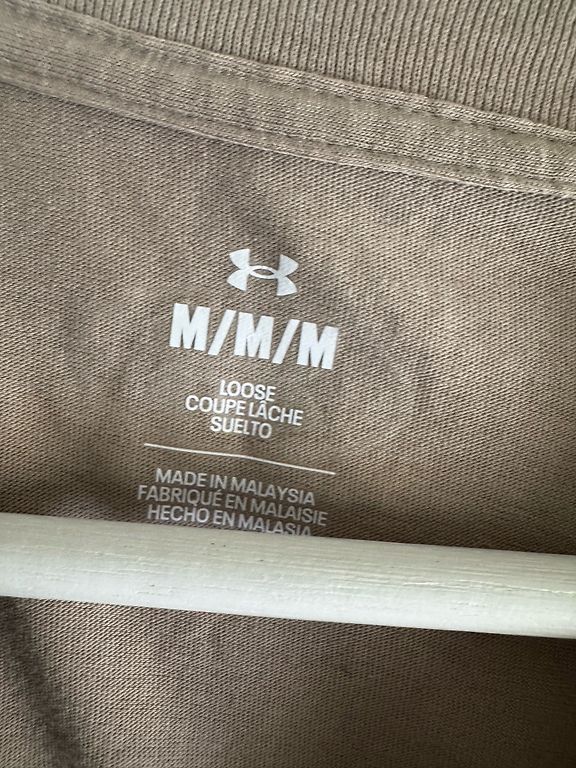 M/M/M
LOOSE
COUPE LÂCHE
SUELTO
MADE IN MALAYSIA
FABRIQUÉ EN MALAISIE
HECHO EN MALASIA